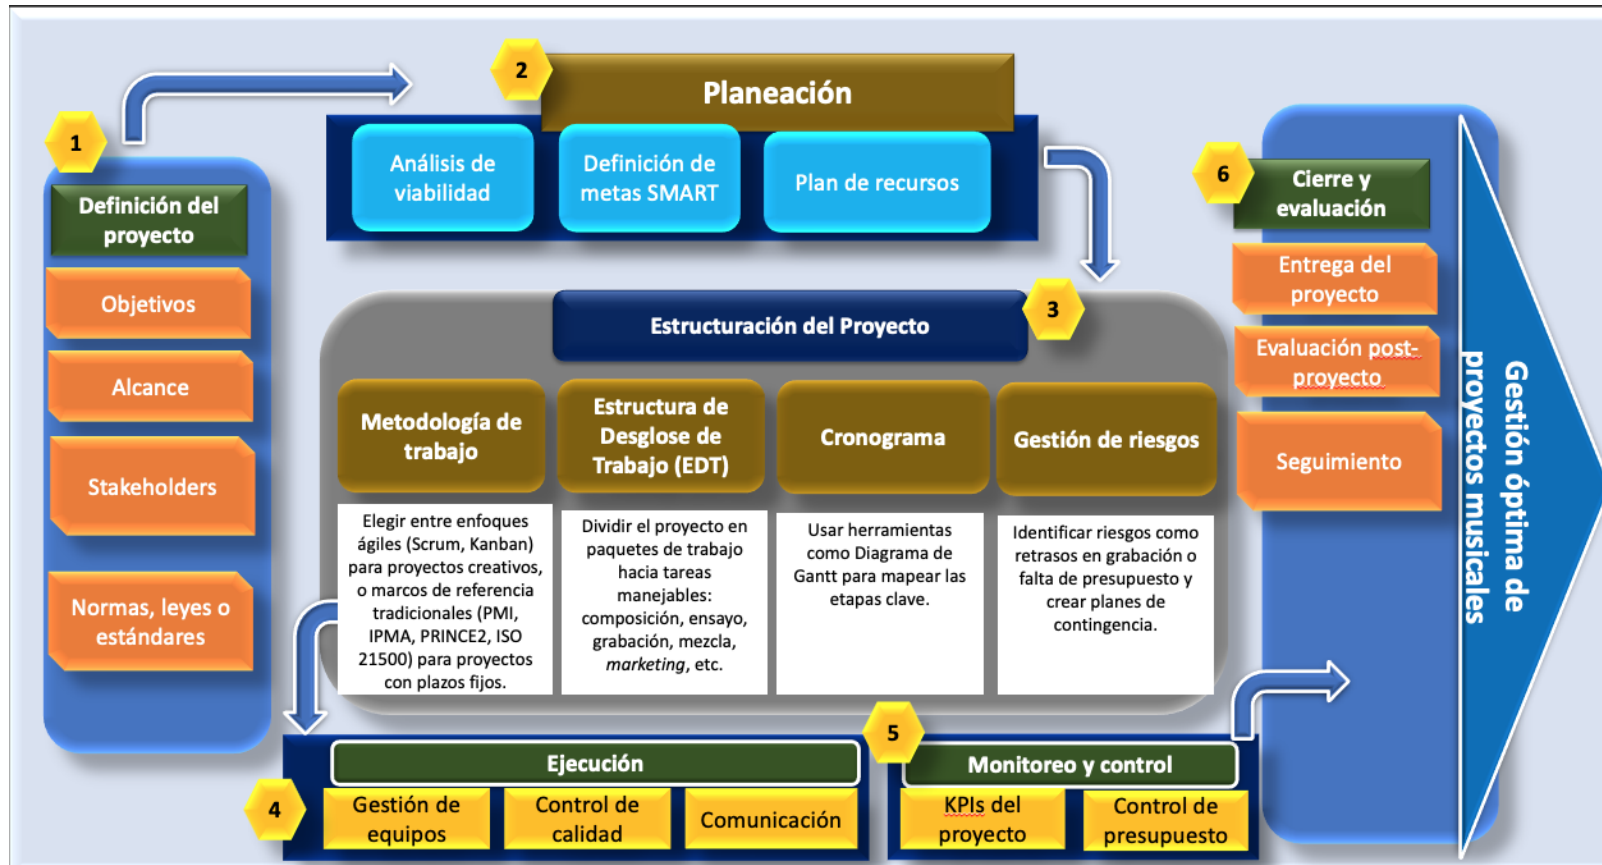 1
Definición del
proyecto
Objetivos
Alcance
Stakeholders
Normas, leyes o
estándares
2
Planeación
Análisis de
viabilidad
Definición de
metas SMART
Plan de recursos
3
Estructuración del Proyecto
Metodología de
trabajo
Elegir entre enfoques
ágiles (Scrum, Kanban)
para proyectos creativos,
o marcos de referencia
tradicionales (PMI,
IPMA, PRINCE2, ISO
21500) para proyectos
con plazos fijos.
Estructura de
Desglose de
Trabajo (EDT)
Dividir el proyecto en
paquetes de trabajo
hacia tareas
manejables:
composición, ensayo,
grabación, mezcla,
marketing, etc.
Cronograma
Usar herramientas
como Diagrama de
Gantt para mapear las
etapas clave.
Gestión de riesgos
Identificar riesgos como
retrasos en grabación o
falta de presupuesto y
crear planes de
contingencia.
4
Ejecución
Gestión de
equipos
Control de
calidad
Comunicación
5
Monitoreo y control
KPIs del
proyecto
Control de
presupuesto
6
Cierre y
evaluación
Entrega del
proyecto
Evaluación post-
proyecto
Seguimiento
Gestión óptima de
proyectos musicales